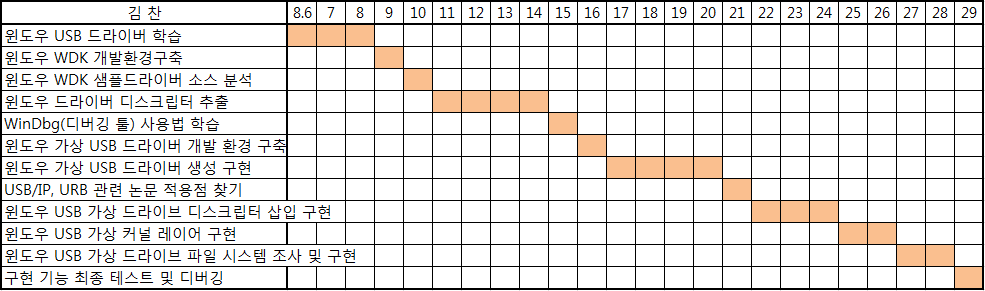 김 찬 8.6 7 8 9 10 11 12 13 14 15 16 17 18 19 20 21 22 23 24 25 26 27 28 29
윈도우 USB 드라이버 학습
윈도우 WDK 개발환경구축
윈도우 WDK 샘플드라이버 소스 분석
윈도우 드라이버 디스크립터 추출
WinDbg(디버깅 툴) 사용법 학습
윈도우 가상 USB 드라이버 개발 환경 구축
윈도우 가상 USB 드라이버 생성 구현
USB/IP, URB 관련 논문 적용점 찾기
윈도우 USB 가상 드라이브 디스크립터 삽입 구현
윈도우 USB 가상 커널 레이어 구현
윈도우 USB 가상 드라이브 파일 시스템 조사 및 구현
구현 기능 최종 테스트 및 디버깅